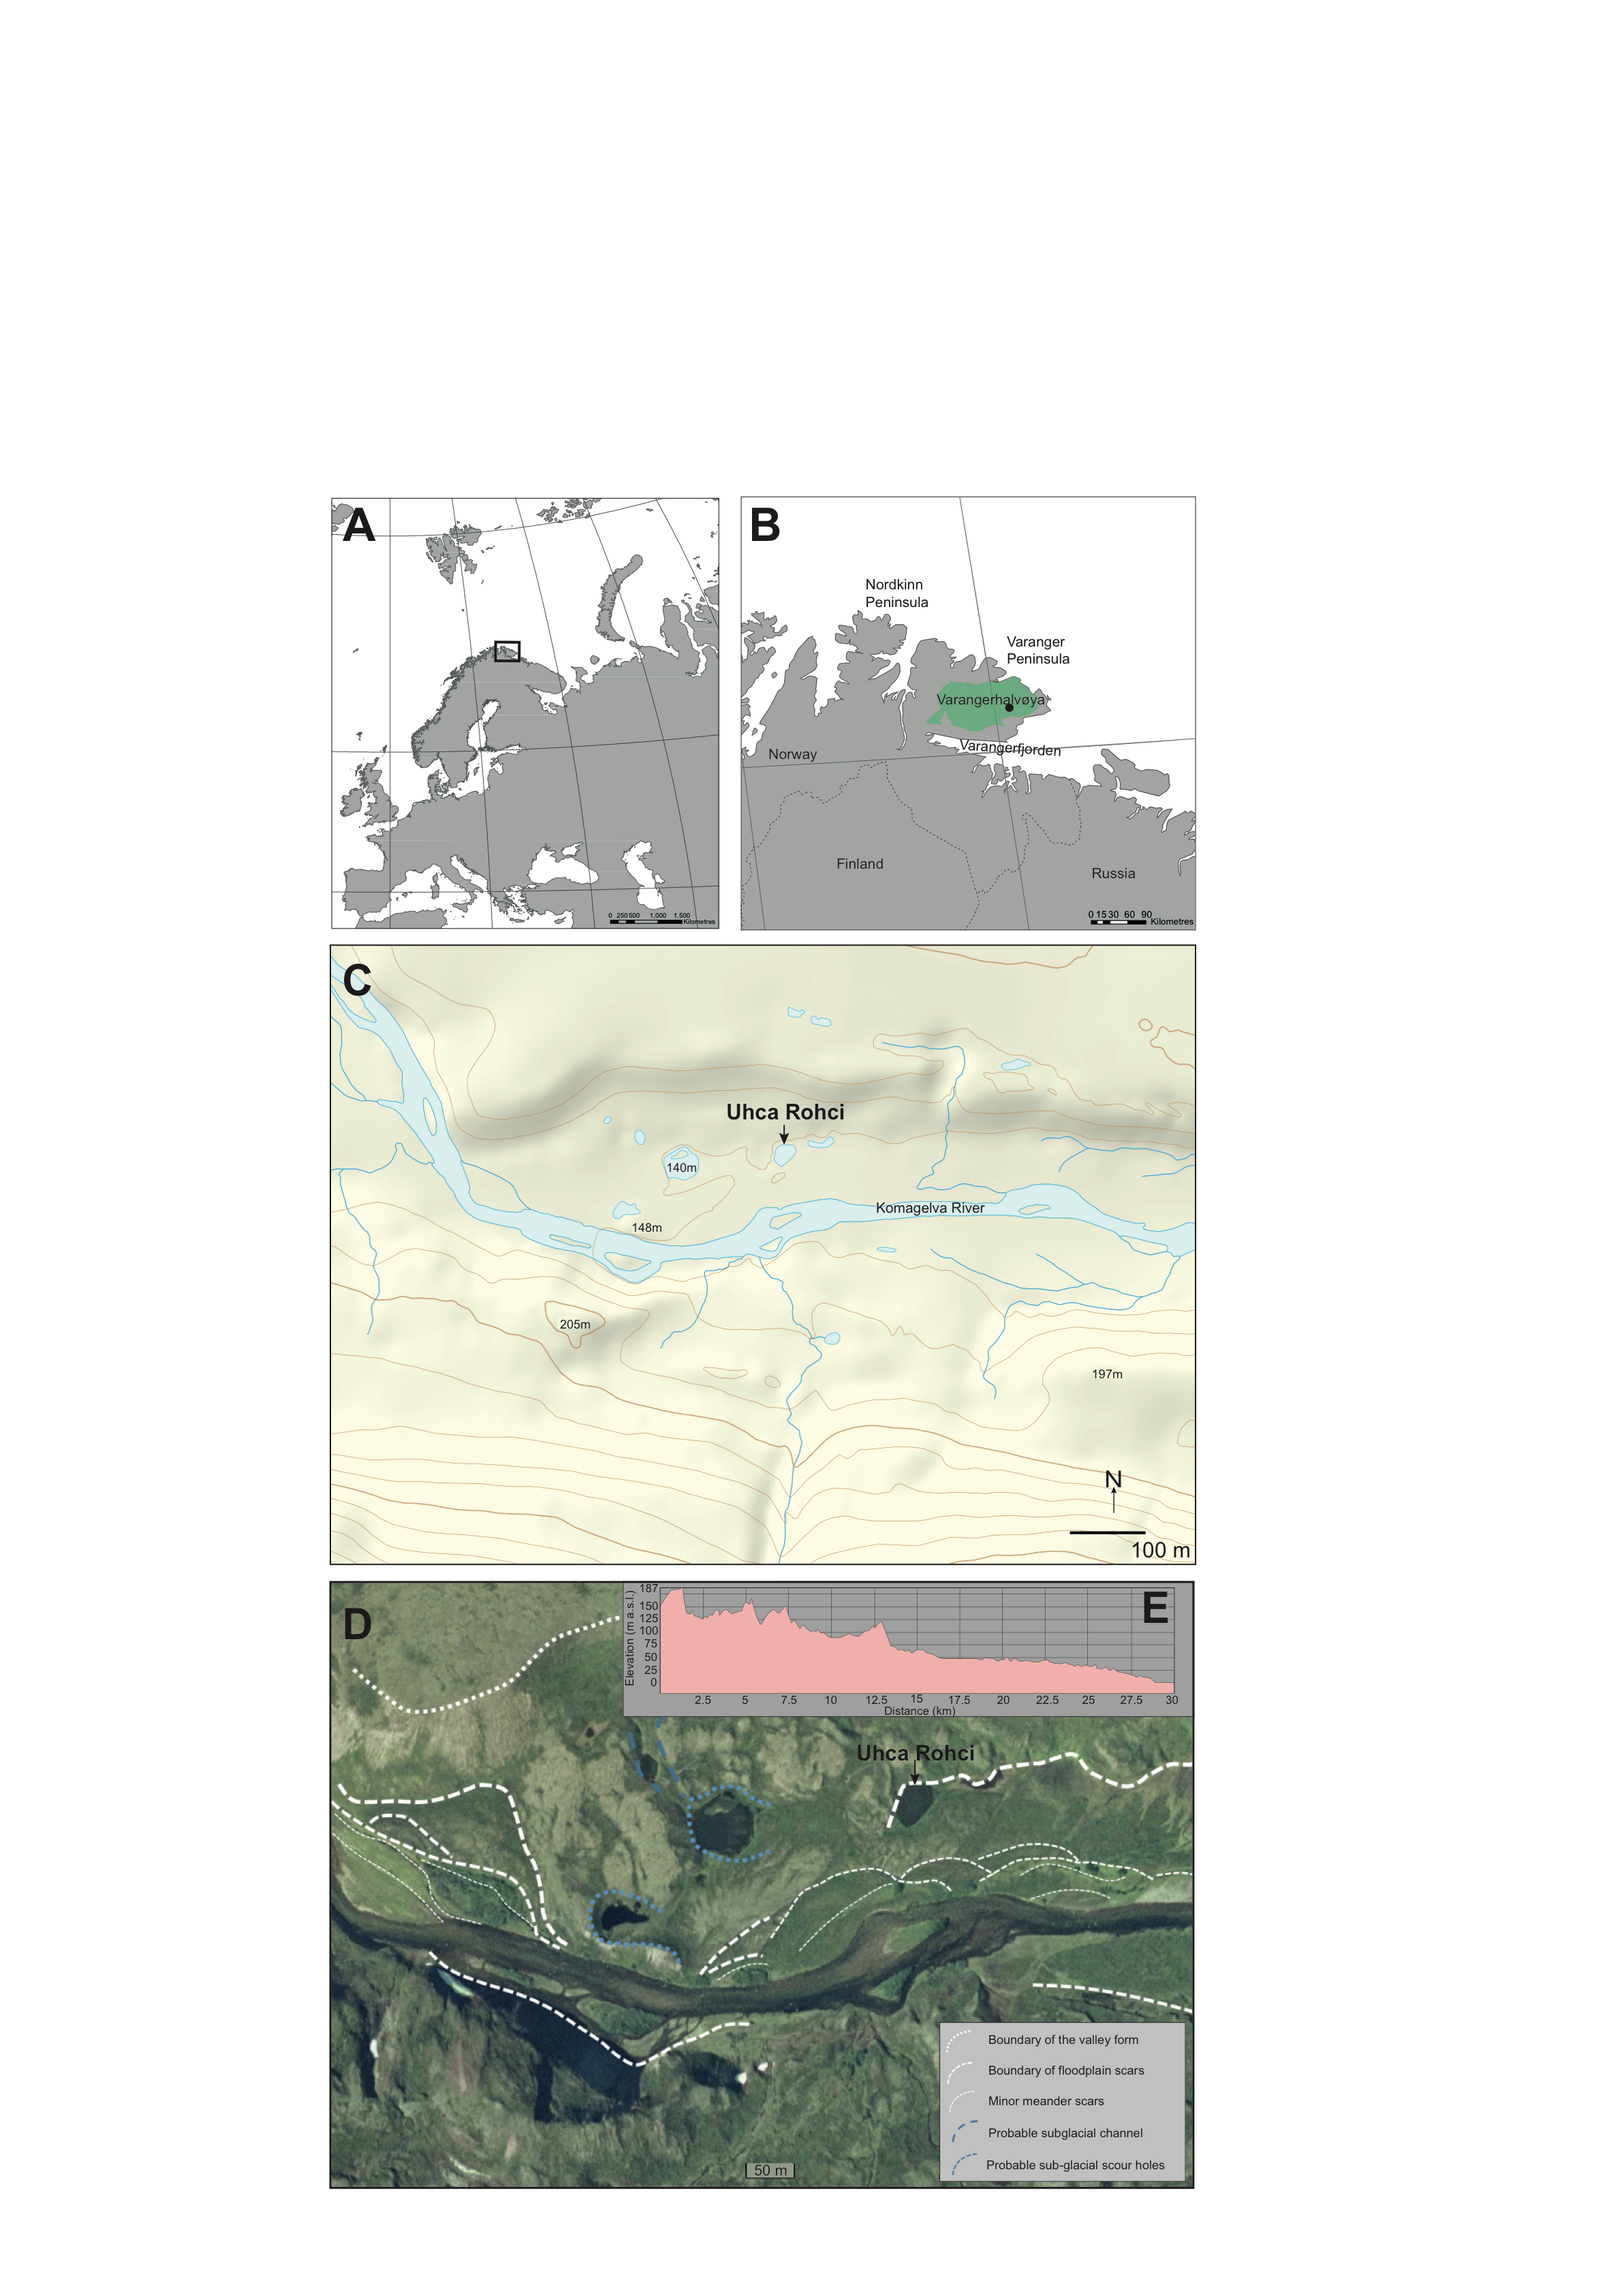 A
0 250 500 1,000 1,500
Kilometres
B
Nordkinn
Peninsula
Varanger
Peninsula
Varangerhalvøya
Varangerfjorden
Norway
Finland
Russia
0 15 30 60 90
Kilometres
C
Uhca Rohci
140m
Komagelva River
148m
205m
197m
N
100 m
D
E
Elevation (m a.s.l.)
187
150
125
100
75
50
25
0
2.5 5 7.5 10 12.5 15 17.5 20 22.5 25 27.5 30
Distance (km)
Uhca Rohci
Boundary of the valley form
Boundary of floodplain scars
Minor meander scars
Probable subglacial channel
Probable sub-glacial scour holes
50 m